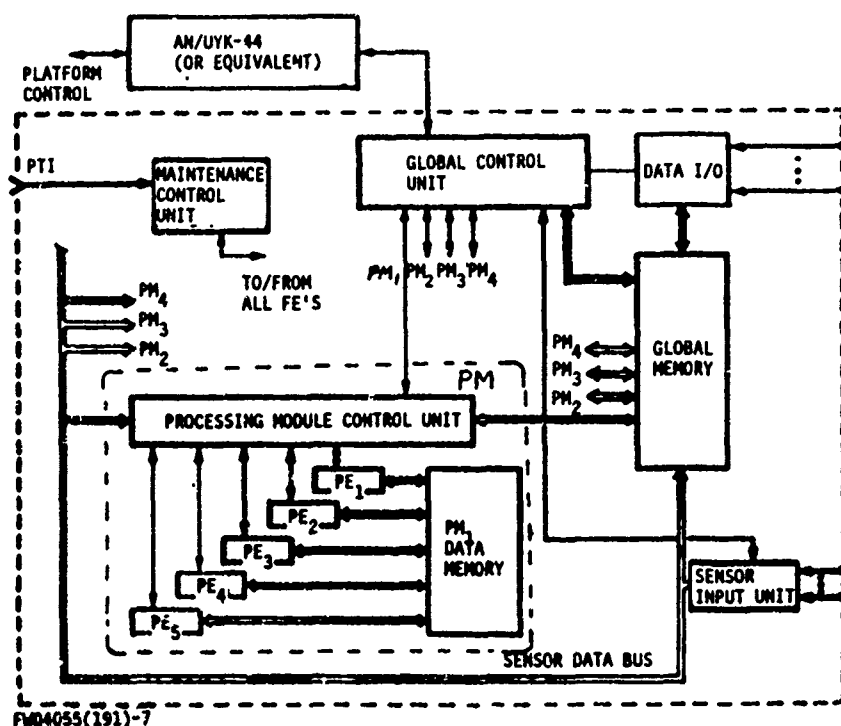 AN/UYK-44
(OR EQUIVALENT)
PLATFORM
CONTROL
PTI
MAINTENANCE
CONTROL
UNIT
GLOBAL CONTROL
UNIT
DATA I/O
TO/FROM
ALL FE'S
PM1 PM2 PM3 PM4
PM4
PM3
PM2
GLOBAL
MEMORY
PM4
PM3
PM2
PM
PROCESSING MODULE CONTROL UNIT
PE1
PE2
PE3
PE4
PE5
PM1
DATA
MEMORY
SENSOR
INPUT UNIT
SENSOR DATA BUS
FWD4055(191)-7